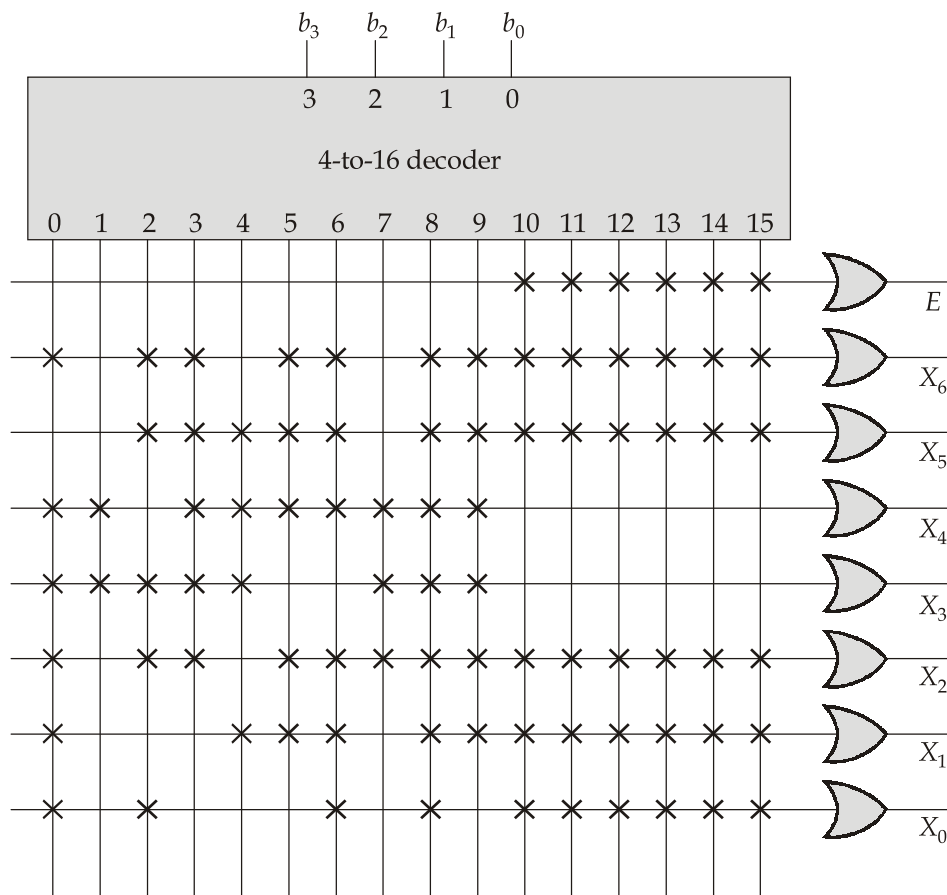 b₃ b₂ b₁ b₀
3 2 1 0
4-to-16 decoder
0 1 2 3 4 5 6 7 8 9 10 11 12 13 14 15
E
X₆
X₅
X₄
X₃
X₂
X₁
X₀